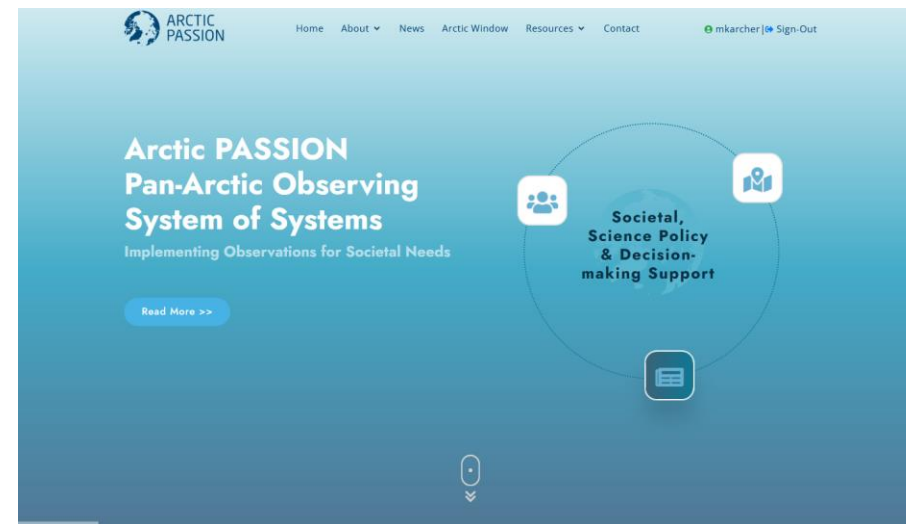 ARCTIC
PASSION
Home About News Arctic Window Resources Contact mkarcher| Sign-Out
Arctic PASSION
Pan-Arctic Observing
System of Systems
Implementing Observations for Societal Needs
Read More >>
Societal,
Science Policy
& Decision-
making Support